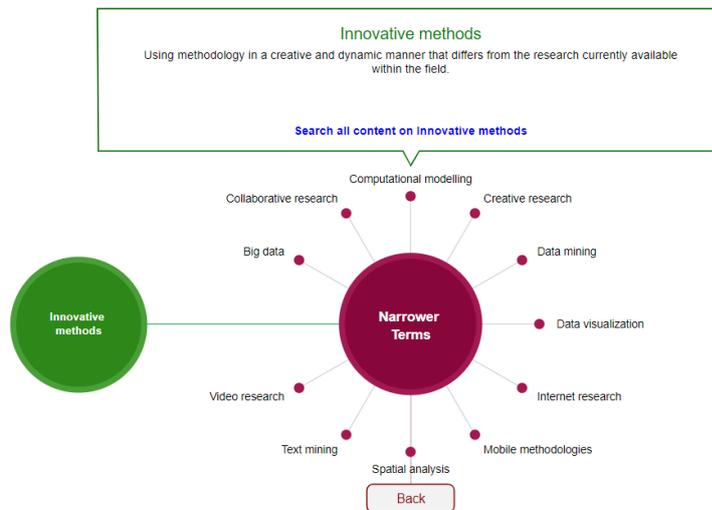 Innovative methods
Using methodology in a creative and dynamic manner that differs from the research currently available
within the field.
Search all content on Innovative methods
Computational modelling
Collaborative research
Creative research
Big data
Data mining
Innovative
methods
Narrower
Terms
Data visualization
Video research
Internet research
Text mining
Mobile methodologies
Spatial analysis
Back